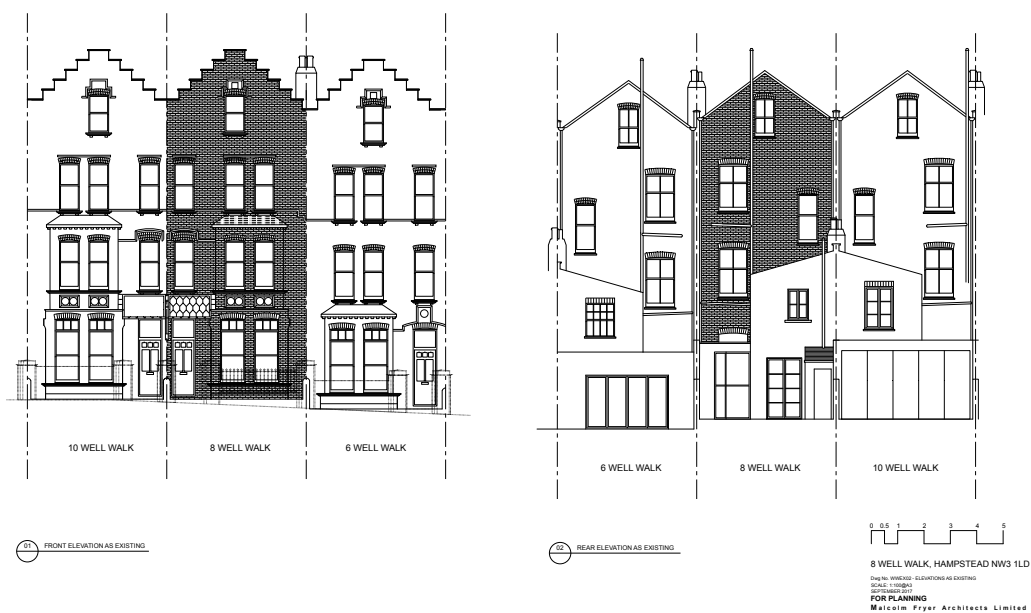 10 WELL WALK
8 WELL WALK
6 WELL WALK
01 FRONT ELEVATION AS EXISTING
6 WELL WALK
8 WELL WALK
10 WELL WALK
02 REAR ELEVATION AS EXISTING
0 0.5 1 2 3 4 5
8 WELL WALK, HAMPSTEAD NW3 1LD
Dwg No. WWEX02 - ELEVATIONS AS EXISTING
SCALE: 1:100@A3
SEPTEMBER 2017
FOR PLANNING
Malcolm Fryer Architects Limited